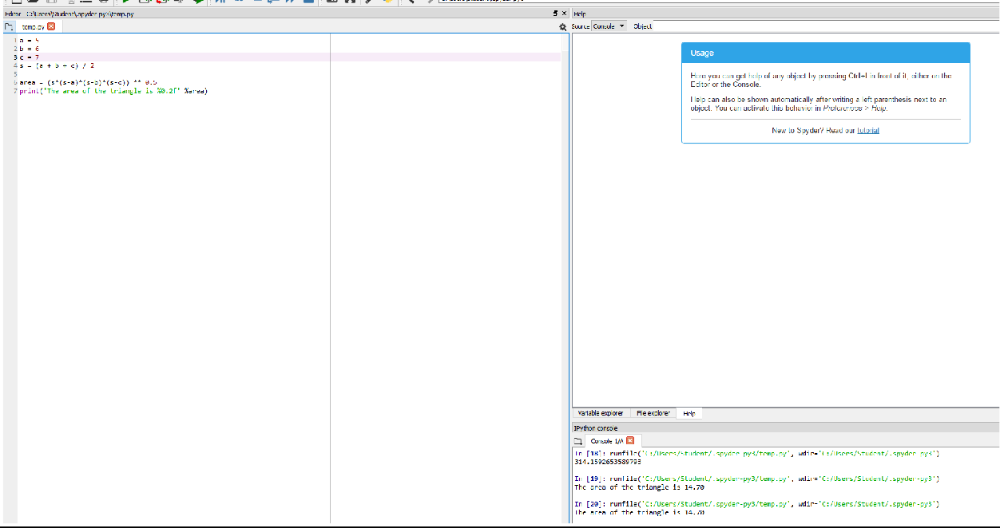 Editor - C:\Users\Student\.spyder-py3\temp.py
temp.py
1 a = 5
2 b = 6
3 c = 7
4 s = (a + b + c) / 2
5
6 area = (s*(s-a)*(s-b)*(s-c)) ** 0.5
7 print('The area of the triangle is %0.2f' %area)
Help
Source Console Object
Usage
Here you can get help of any object by pressing Ctrl+I in front of it, either on the
Editor or the Console.
Help can also be shown automatically after writing a left parenthesis next to an
object. You can activate this behavior in Preferences > Help.
New to Spyder? Read our tutorial
Variable explorer File explorer Help
IPython console
Console 1/A
In [18]: runfile('C:/Users/Student/.spyder-py3/temp.py', wdir='C:/Users/Student/.spyder-py3')
314.1592653589793
In [19]: runfile('C:/Users/Student/.spyder-py3/temp.py', wdir='C:/Users/Student/.spyder-py3')
The area of the triangle is 14.70
In [20]: runfile('C:/Users/Student/.spyder-py3/temp.py', wdir='C:/Users/Student/.spyder-py3')
The area of the triangle is 14.70